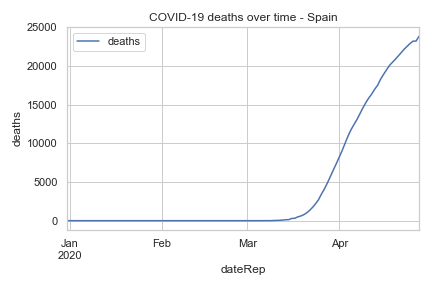 COVID-19 deaths over time - Spain
deaths
25000
20000
15000
10000
5000
0
deaths
Jan
2020
Feb
Mar
Apr
dateRep